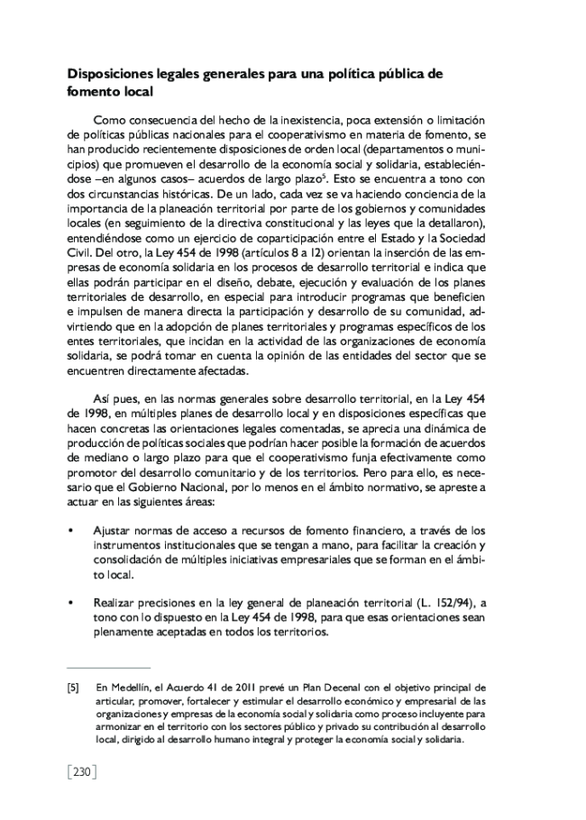 Disposiciones legales generales para una política pública de
fomento local
Como consecuencia del hecho de la inexistencia, poca extensión o limitación
de políticas públicas nacionales para el cooperativismo en materia de fomento, se
han producido recientemente disposiciones de orden local (departamentos o muni-
cipios) que promueven el desarrollo de la economía social y solidaria, establecién-
dose –en algunos casos– acuerdos de largo plazo5. Esto se encuentra a tono con
dos circunstancias históricas. De un lado, cada vez se va haciendo conciencia de la
importancia de la planeación territorial por parte de los gobiernos y comunidades
locales (en seguimiento de la directiva constitucional y las leyes que la detallaron),
entendiéndose como un ejercicio de coparticipación entre el Estado y la Sociedad
Civil. Del otro, la Ley 454 de 1998 (artículos 8 a 12) orientan la inserción de las em-
presas de economía solidaria en los procesos de desarrollo territorial e indica que
ellas podrán participar en el diseño, debate, ejecución y evaluación de los planes
territoriales de desarrollo, en especial para introducir programas que beneficien
e impulsen de manera directa la participación y desarrollo de su comunidad, ad-
virtiendo que en la adopción de planes territoriales y programas específicos de los
entes territoriales, que incidan en la actividad de las organizaciones de economía
solidaria, se podrá tomar en cuenta la opinión de las entidades del sector que se
encuentren directamente afectadas.
Así pues, en las normas generales sobre desarrollo territorial, en la Ley 454
de 1998, en múltiples planes de desarrollo local y en disposiciones específicas que
hacen concretas las orientaciones legales comentadas, se aprecia una dinámica de
producción de políticas sociales que podrían hacer posible la formación de acuerdos
de mediano o largo plazo para que el cooperativismo funja efectivamente como
promotor del desarrollo comunitario y de los territorios. Pero para ello, es nece-
sario que el Gobierno Nacional, por lo menos en el ámbito normativo, se apreste a
actuar en las siguientes áreas:
• Ajustar normas de acceso a recursos de fomento financiero, a través de los
instrumentos institucionales que se tengan a mano, para facilitar la creación y
consolidación de múltiples iniciativas empresariales que se forman en el ámbi-
to local.
• Realizar precisiones en la ley general de planeación territorial (L. 152/94), a
tono con lo dispuesto en la Ley 454 de 1998, para que esas orientaciones sean
plenamente aceptadas en todos los territorios.
[5] En Medellín, el Acuerdo 41 de 2011 prevé un Plan Decenal con el objetivo principal de
articular, promover, fortalecer y estimular el desarrollo económico y empresarial de las
organizaciones y empresas de la economía social y solidaria como proceso incluyente para
armonizar en el territorio con los sectores público y privado su contribución al desarrollo
local, dirigido al desarrollo humano integral y proteger la economía social y solidaria.
[230]